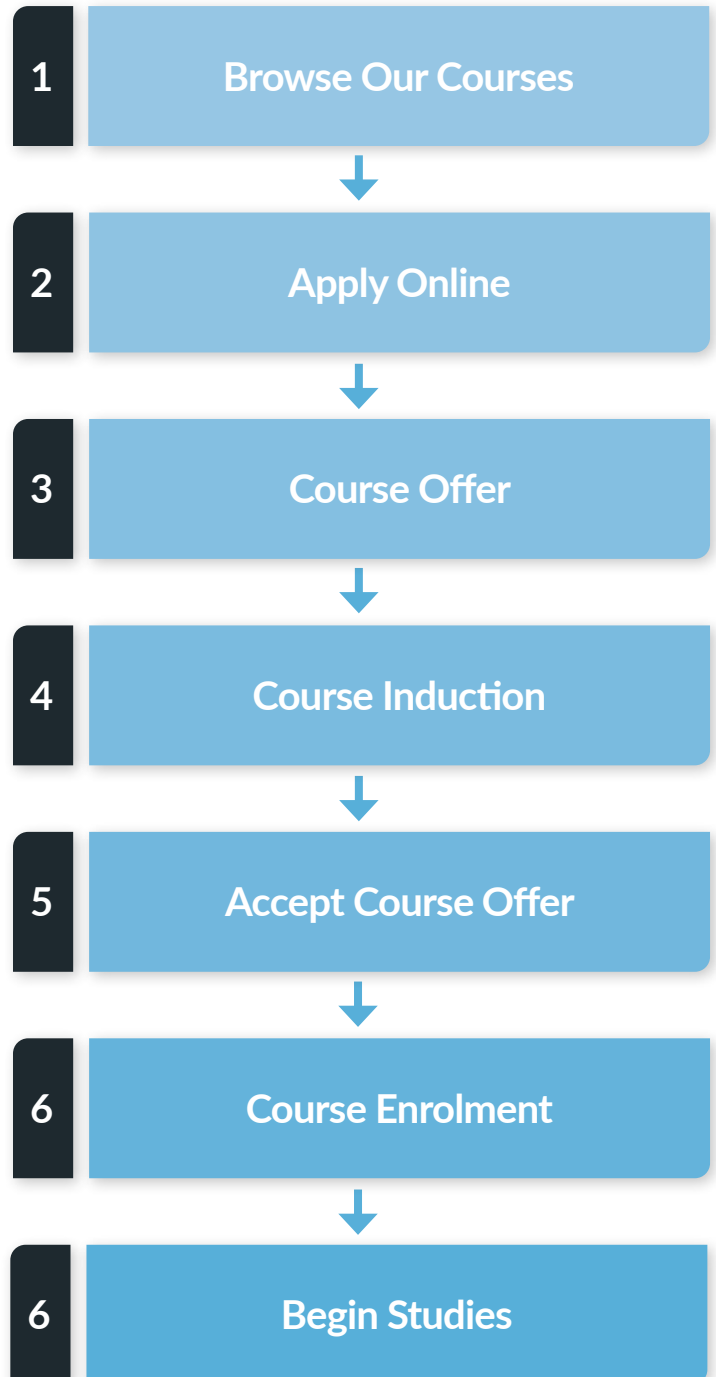 1 Browse Our Courses
2 Apply Online
3 Course Offer
4 Course Induction
5 Accept Course Offer
6 Course Enrolment
6 Begin Studies